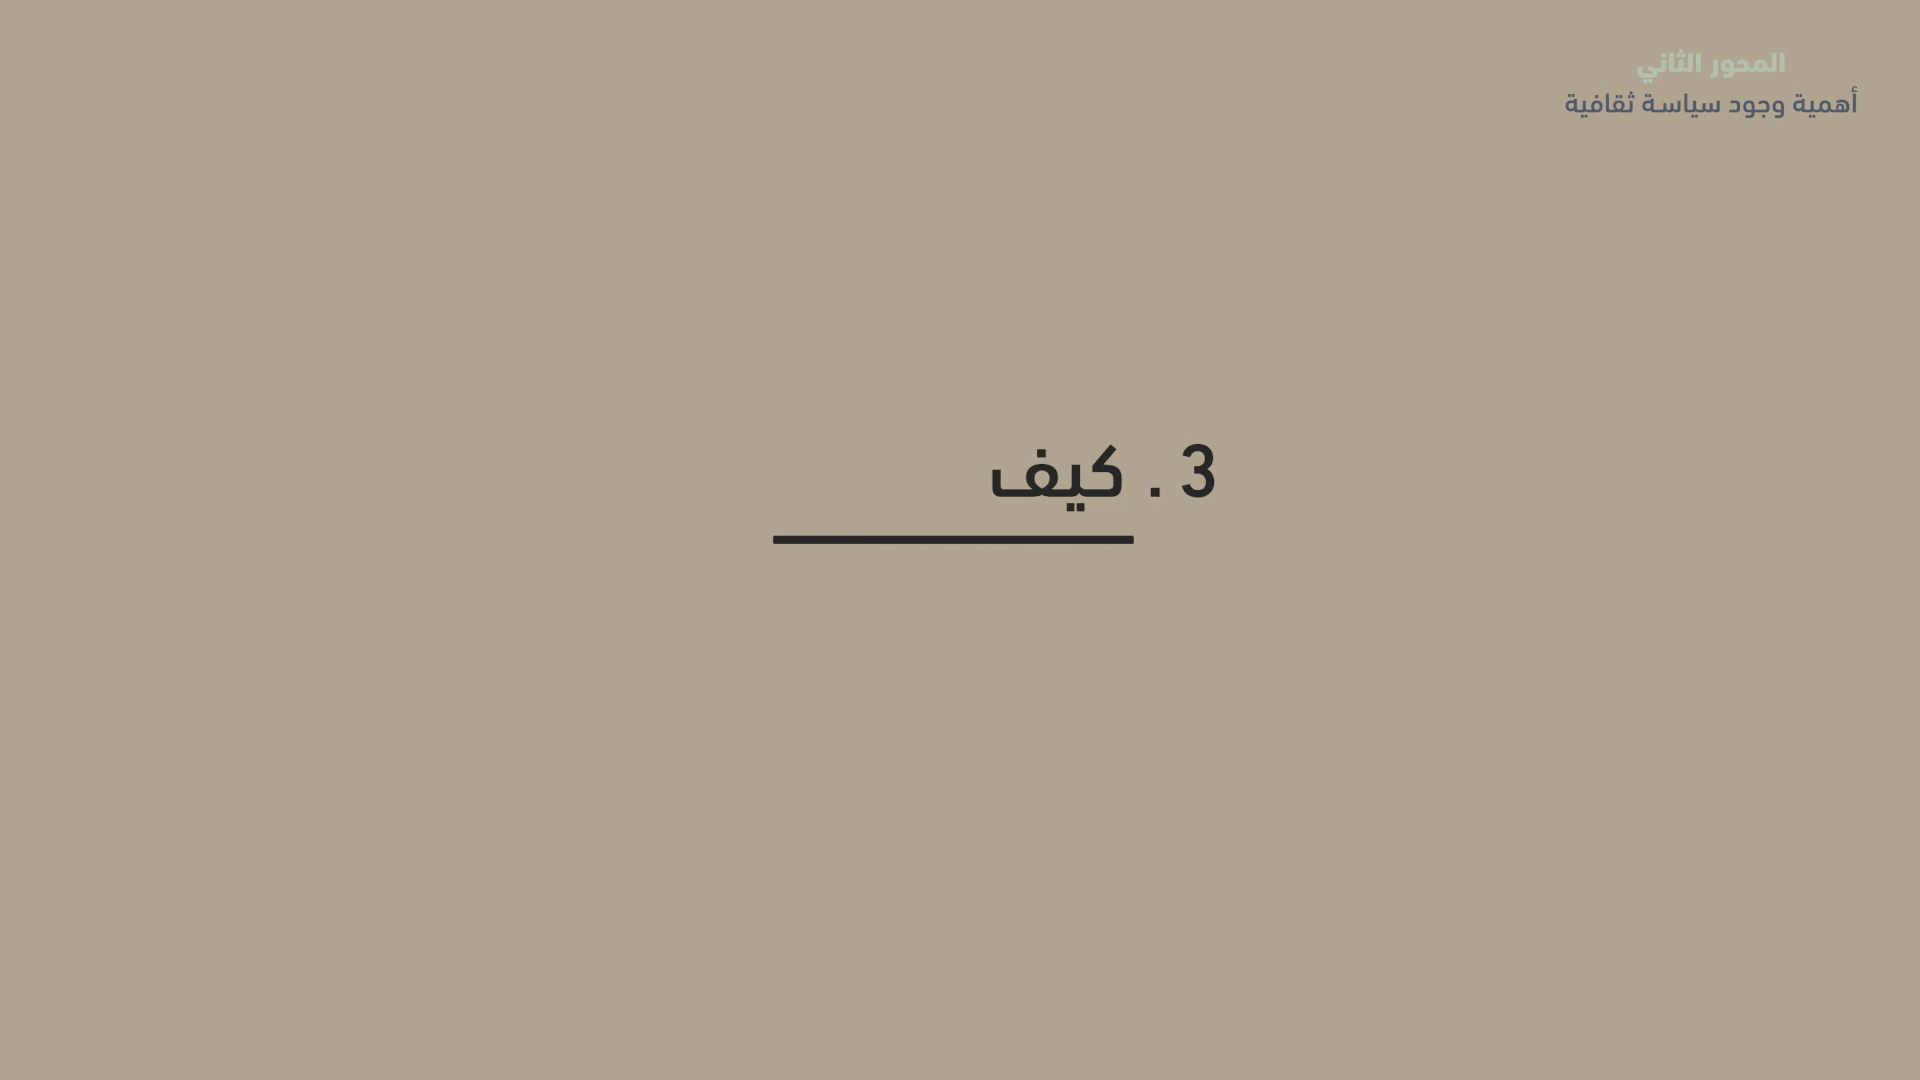 المحور الثاني
أهمية وجود سياسة ثقافية
3 . كيف